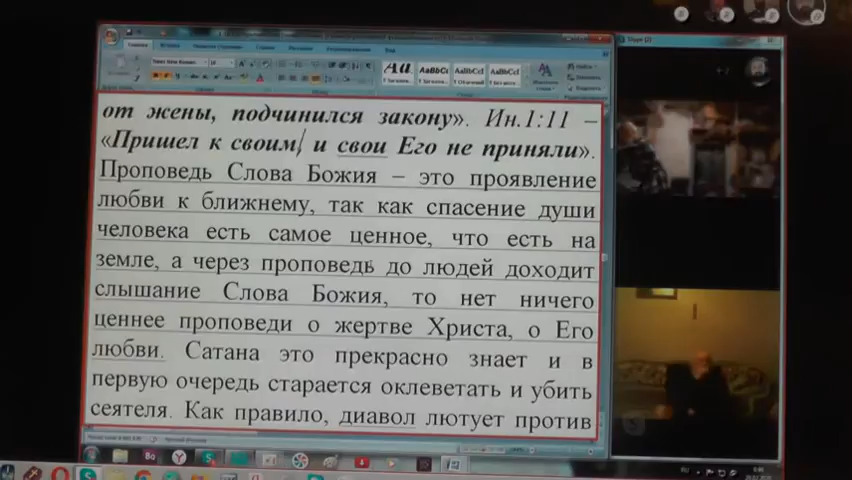 от жены, подчинился закону». Ин.1:11 –
«Пришел к своим, и свои Его не приняли».
Проповедь Слова Божия – это проявление
любви к ближнему, так как спасение души
человека есть самое ценное, что есть на
земле, а через проповедь до людей доходит
слышание Слова Божия, то нет ничего
ценнее проповеди о жертве Христа, о Его
любви. Сатана это прекрасно знает и в
первую очередь старается оклеветать и убить
сеятеля. Как правило, диавол лютует против